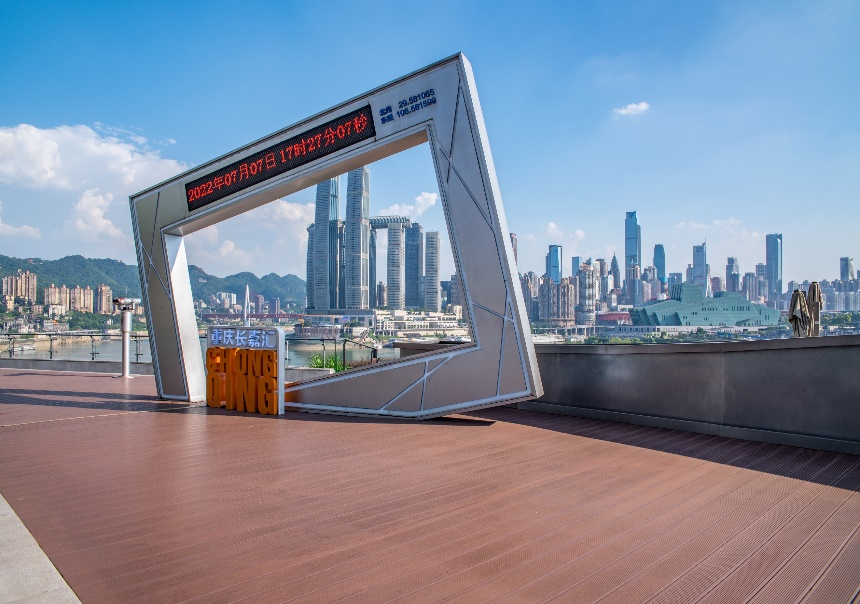 2022年07月07日 17时27分07秒
北纬 29.581065
东经 106.581599
重庆长嘉汇
CHONG
QING